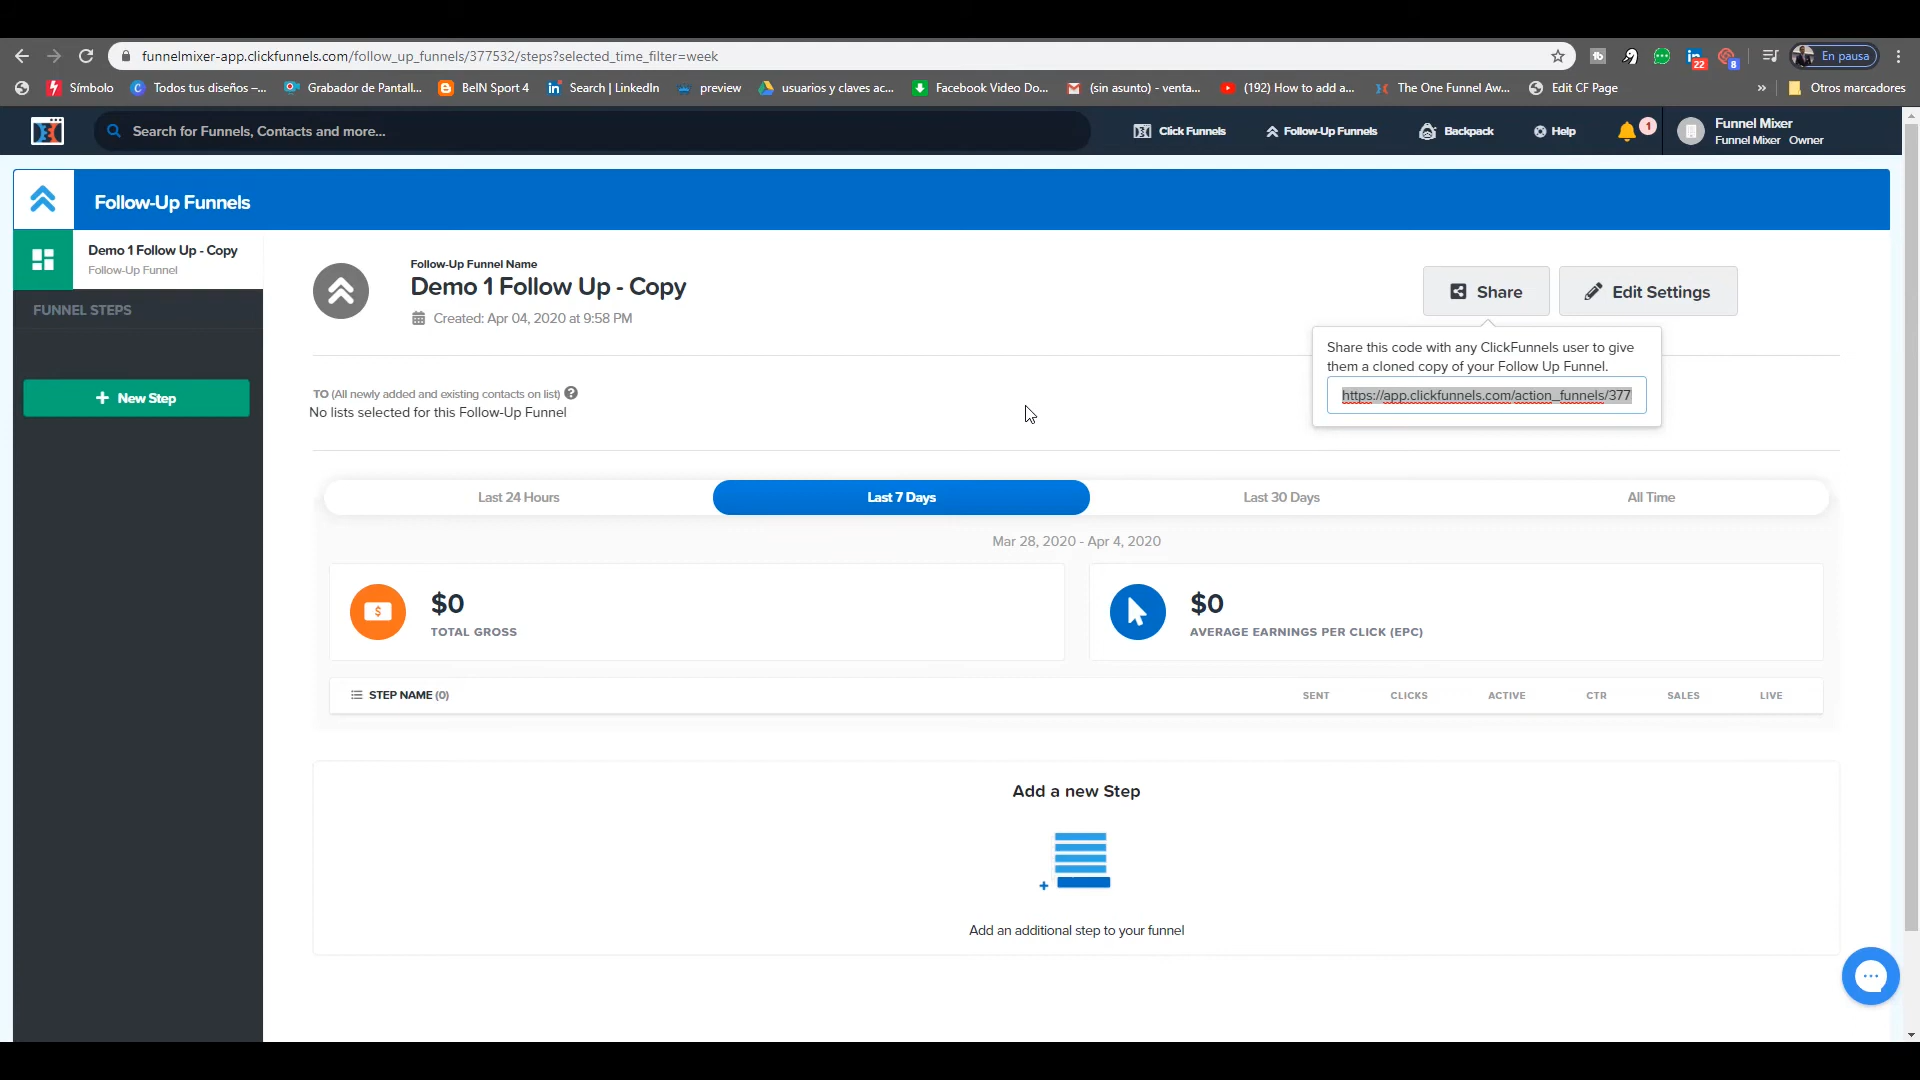 funnelmixer-app.clickfunnels.com/follow_up_funnels/377532/steps?selected_time_filter=week
En pausa
22
8
Símbolo
Todos tus diseños –...
Grabador de Pantall...
BeIN Sport 4
Search | LinkedIn
preview
usuarios y claves ac...
Facebook Video Do...
(sin asunto) - venta...
(192) How to add a...
The One Funnel Aw...
Edit CF Page
»
Otros marcadores
Search for Funnels, Contacts and more...
Click Funnels
Follow-Up Funnels
Backpack
Help
1
Funnel Mixer
Funnel Mixer Owner
Follow-Up Funnels
Demo 1 Follow Up - Copy
Follow-Up Funnel
FUNNEL STEPS
+ New Step
Follow-Up Funnel Name
Demo 1 Follow Up - Copy
Created: Apr 04, 2020 at 9:58 PM
Share
Edit Settings
Share this code with any ClickFunnels user to give
them a cloned copy of your Follow Up Funnel.
https://app.clickfunnels.com/action_funnels/377
TO (All newly added and existing contacts on list) ?
No lists selected for this Follow-Up Funnel
Last 24 Hours
Last 7 Days
Last 30 Days
All Time
Mar 28, 2020 - Apr 4, 2020
$0
TOTAL GROSS
$0
AVERAGE EARNINGS PER CLICK (EPC)
STEP NAME (0)
SENT
CLICKS
ACTIVE
CTR
SALES
LIVE
Add a new Step
Add an additional step to your funnel